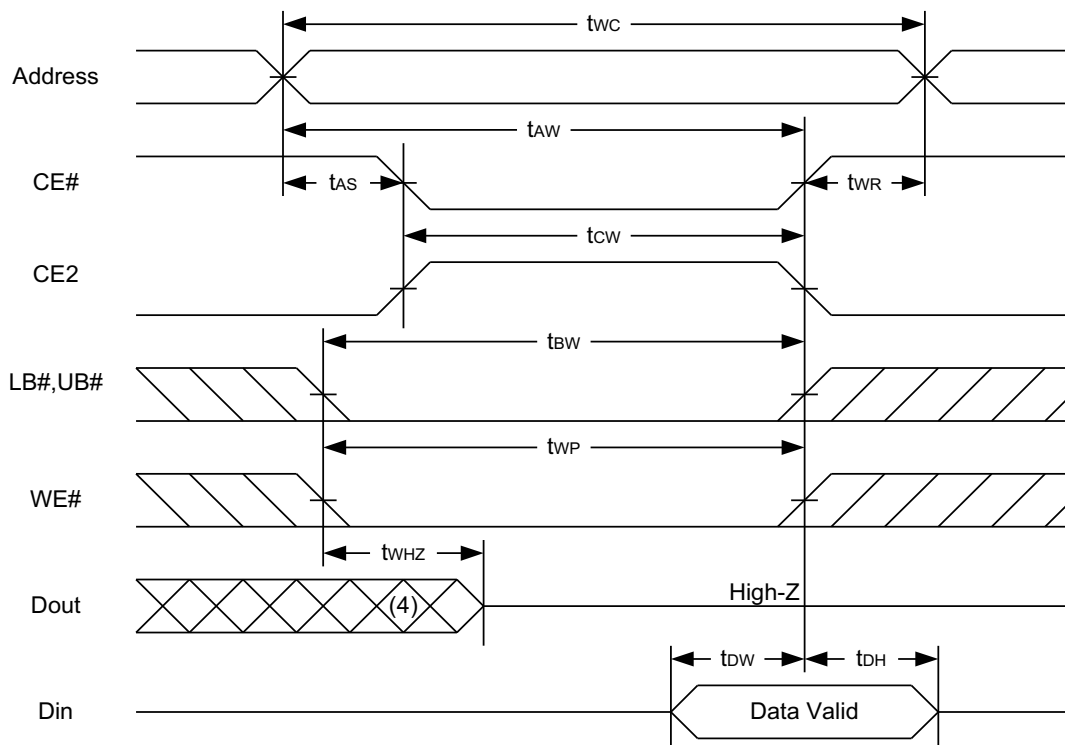 tWC
Address
tAW
CE#
tAS
tWR
tCW
CE2
tBW
LB#,UB#
tWP
WE#
tWHZ
Dout
(4)
High-Z
tDW
tDH
Din
Data Valid